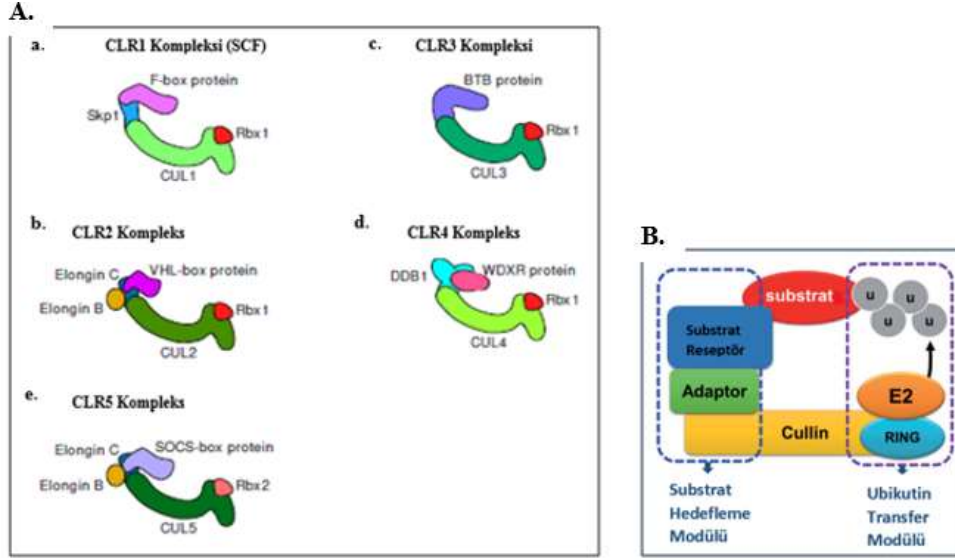 A.
a.
CLR1 Kompleksi (SCF)
F-box protein
Skp1
Rbx1
CUL1
c.
CLR3 Kompleksi
BTB protein
Rbx1
CUL3
b.
CLR2 Kompleks
Elongin C
VHL-box protein
Elongin B
Rbx1
CUL2
d.
CLR4 Kompleks
DDB1
WDXR protein
Rbx1
CUL4
e.
CLR5 Kompleks
Elongin C
SOCS-box protein
Elongin B
Rbx2
CUL5
B.
substrat
u
u
u
u
Substrat
Reseptör
Adaptor
E2
Cullin
RING
Substrat
Hedefleme
Modülü
Ubikutin
Transfer
Modülü